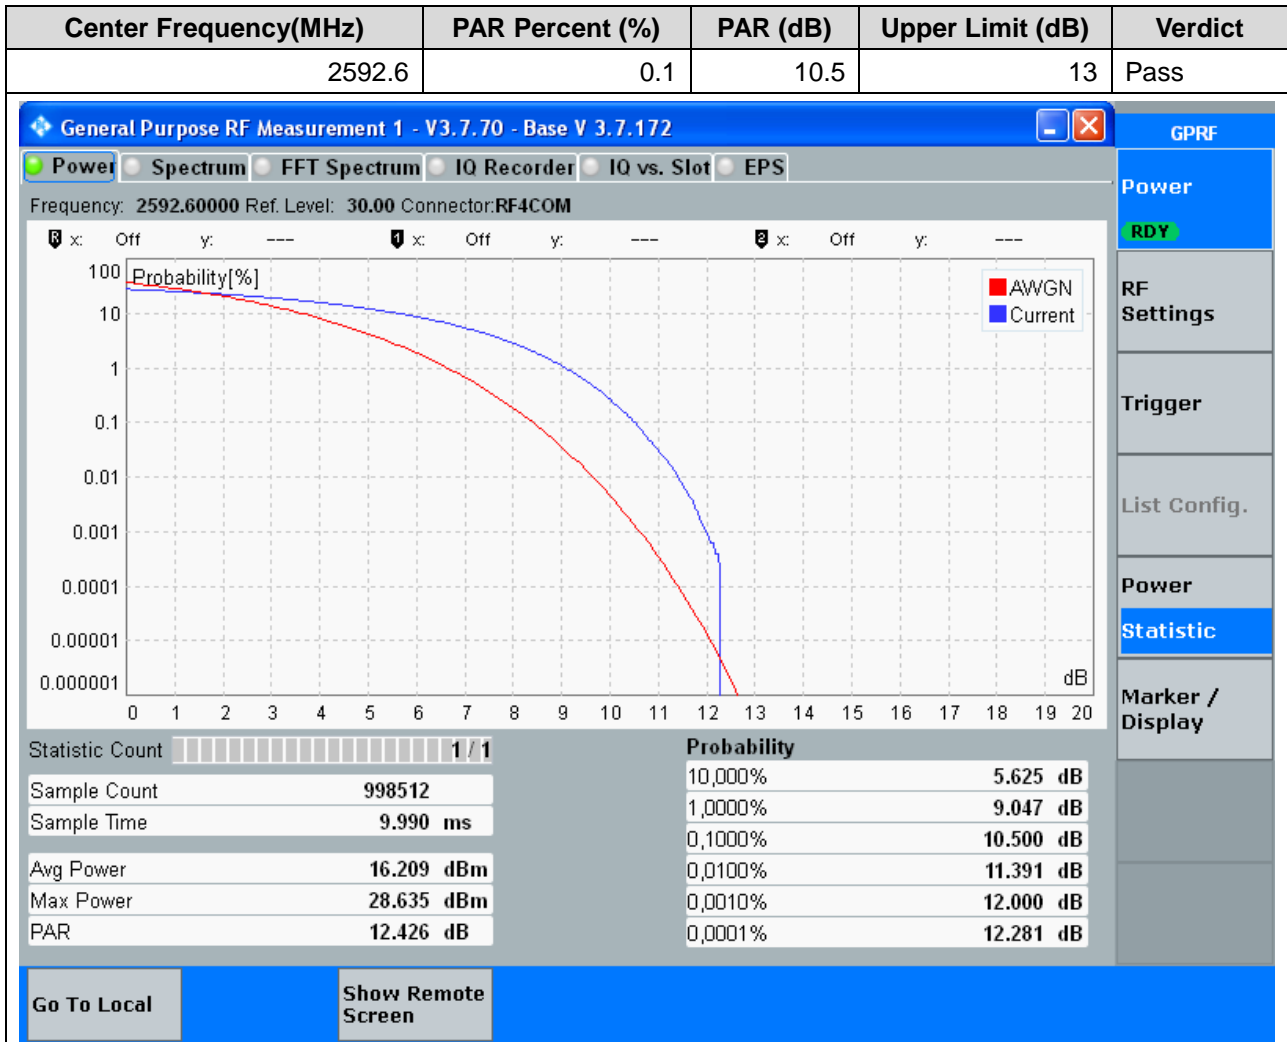 Center Frequency(MHz) PAR Percent (%) PAR (dB) Upper Limit (dB) Verdict
2592.6 0.1 10.5 13 Pass
General Purpose RF Measurement 1 - V3.7.70 - Base V 3.7.172
GPRF
Power Spectrum FFT Spectrum IQ Recorder IQ vs. Slot EPS
Power
RDY
Frequency: 2592.60000 Ref. Level: 30.00 Connector:RF4COM
R x: Off y: --- 1 x: Off y: --- 2 x: Off y: ---
Probability[%]
AWGN
Current
100
10
1
0.1
0.01
0.001
0.0001
0.00001
0.000001
dB
0 1 2 3 4 5 6 7 8 9 10 11 12 13 14 15 16 17 18 19 20
RF
Settings
Trigger
List Config.
Power
Statistic
Marker /
Display
Statistic Count 1 / 1
Sample Count 998512
Sample Time 9.990 ms
Avg Power 16.209 dBm
Max Power 28.635 dBm
PAR 12.426 dB
Probability
10,000% 5.625 dB
1,0000% 9.047 dB
0,1000% 10.500 dB
0,0100% 11.391 dB
0,0010% 12.000 dB
0,0001% 12.281 dB
Go To Local
Show Remote
Screen